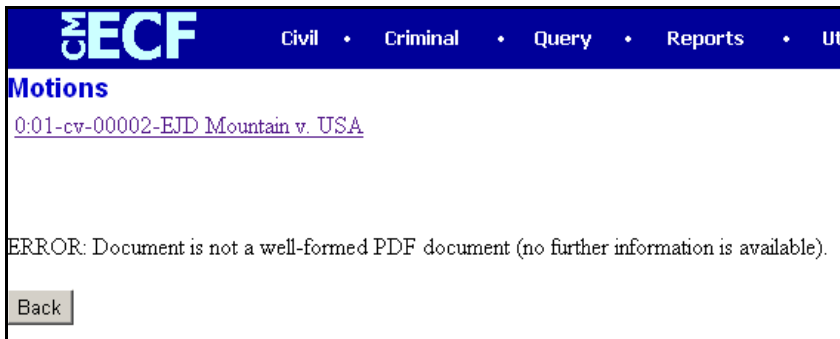 CM ECF Civil • Criminal • Query • Reports • Ut
Motions
0:01-cv-00002-EJD Mountain v. USA
ERROR: Document is not a well-formed PDF document (no further information is available).
Back